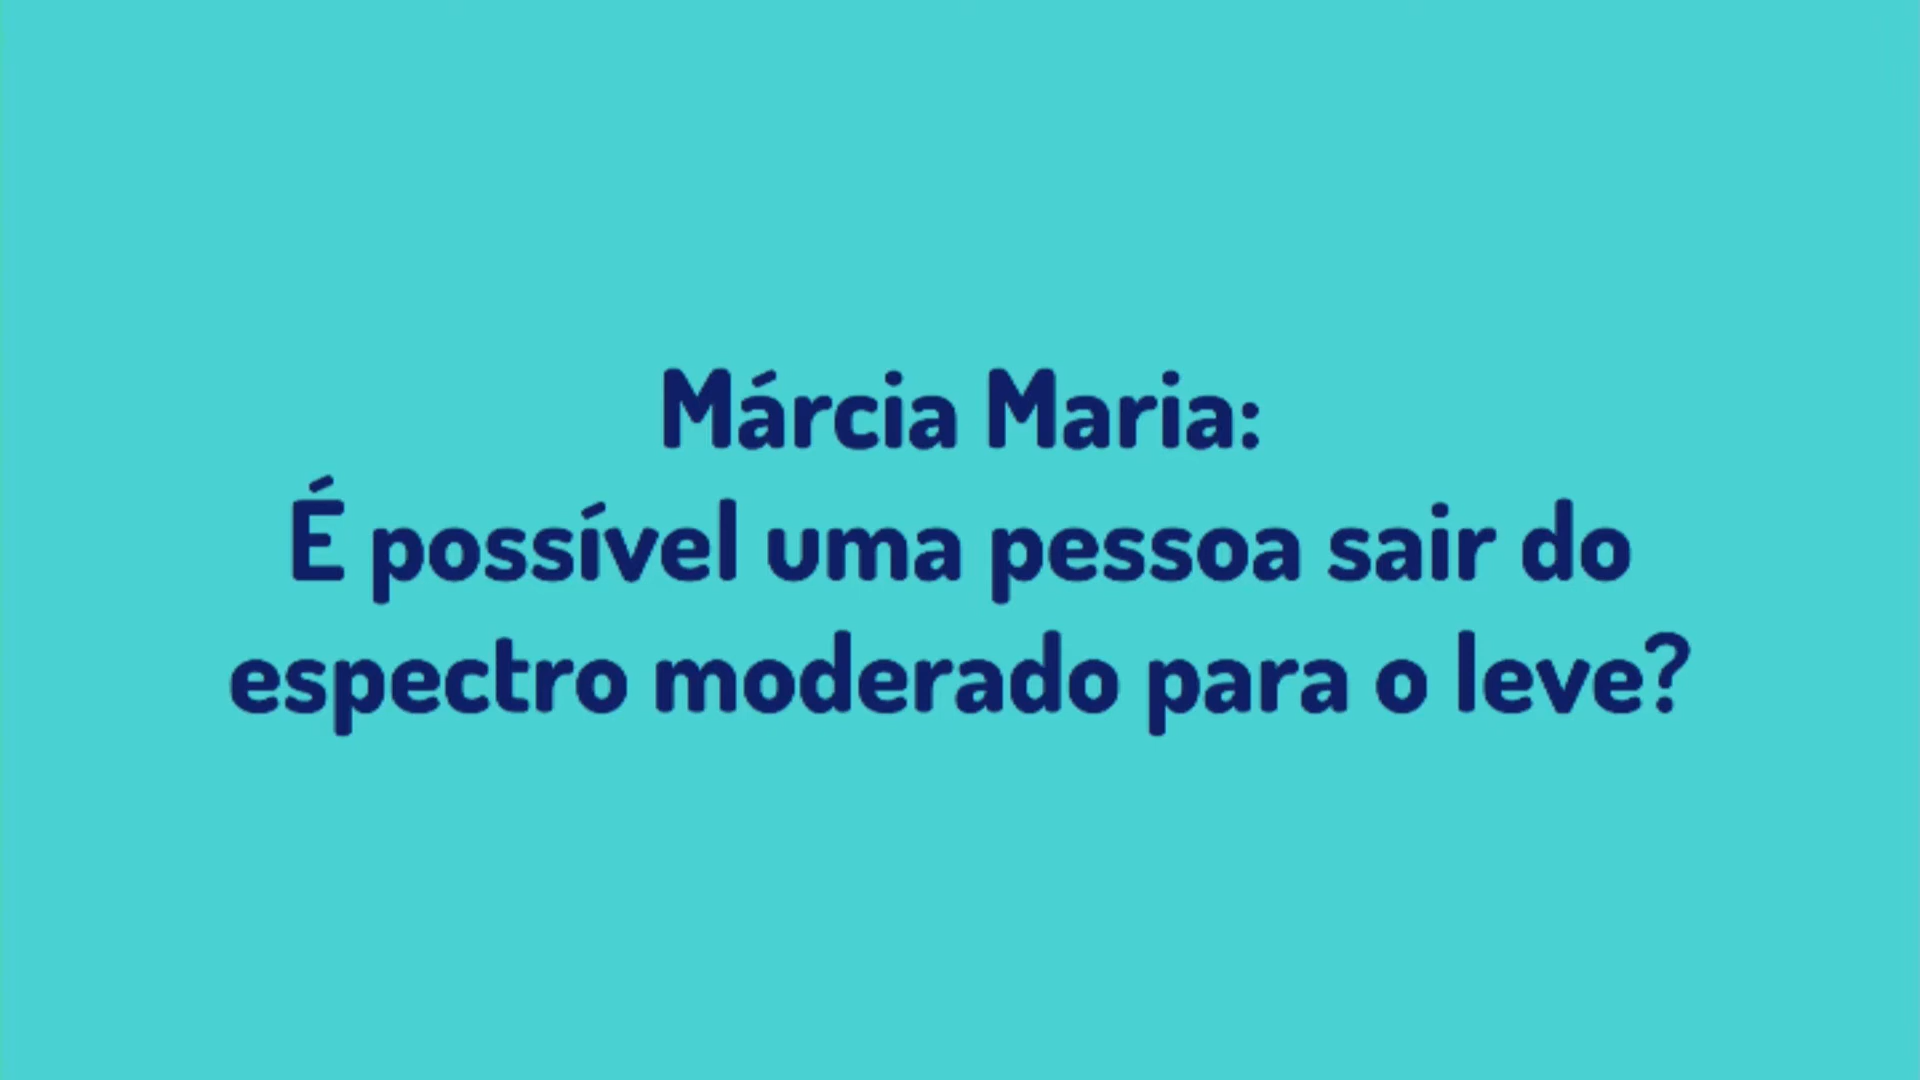 Márcia Maria:
É possível uma pessoa sair do
espectro moderado para o leve?